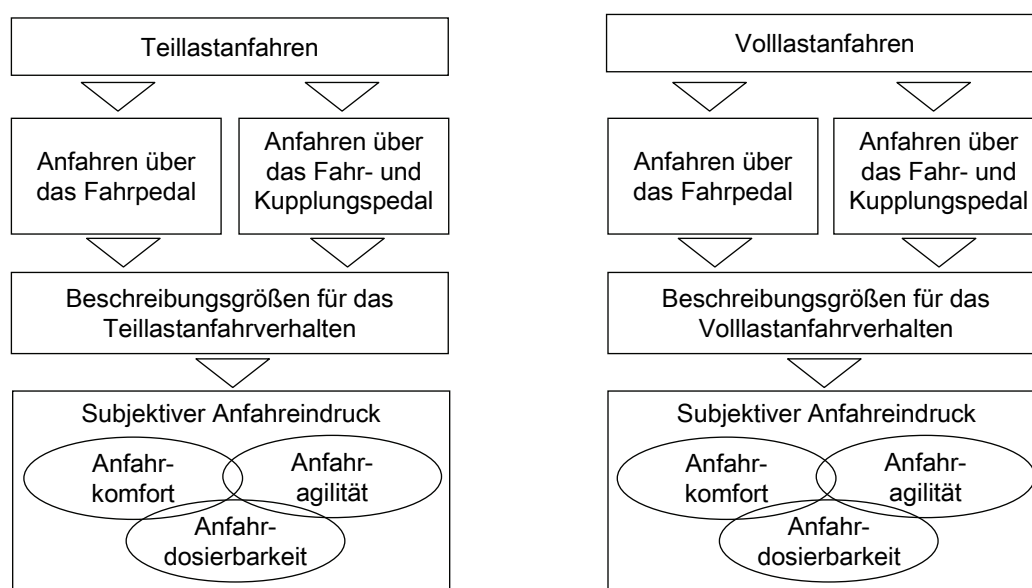 Teillastanfahren
Anfahren über
das Fahrpedal
Anfahren über
das Fahr- und
Kupplungspedal
Beschreibungsgrößen für das
Teillastanfahrverhalten
Subjektiver Anfahreindruck
Anfahr-
komfort
Anfahr-
agilität
Anfahr-
dosierbarkeit
Volllastanfahren
Anfahren über
das Fahrpedal
Anfahren über
das Fahr- und
Kupplungspedal
Beschreibungsgrößen für das
Volllastanfahrverhalten
Subjektiver Anfahreindruck
Anfahr-
komfort
Anfahr-
agilität
Anfahr-
dosierbarkeit